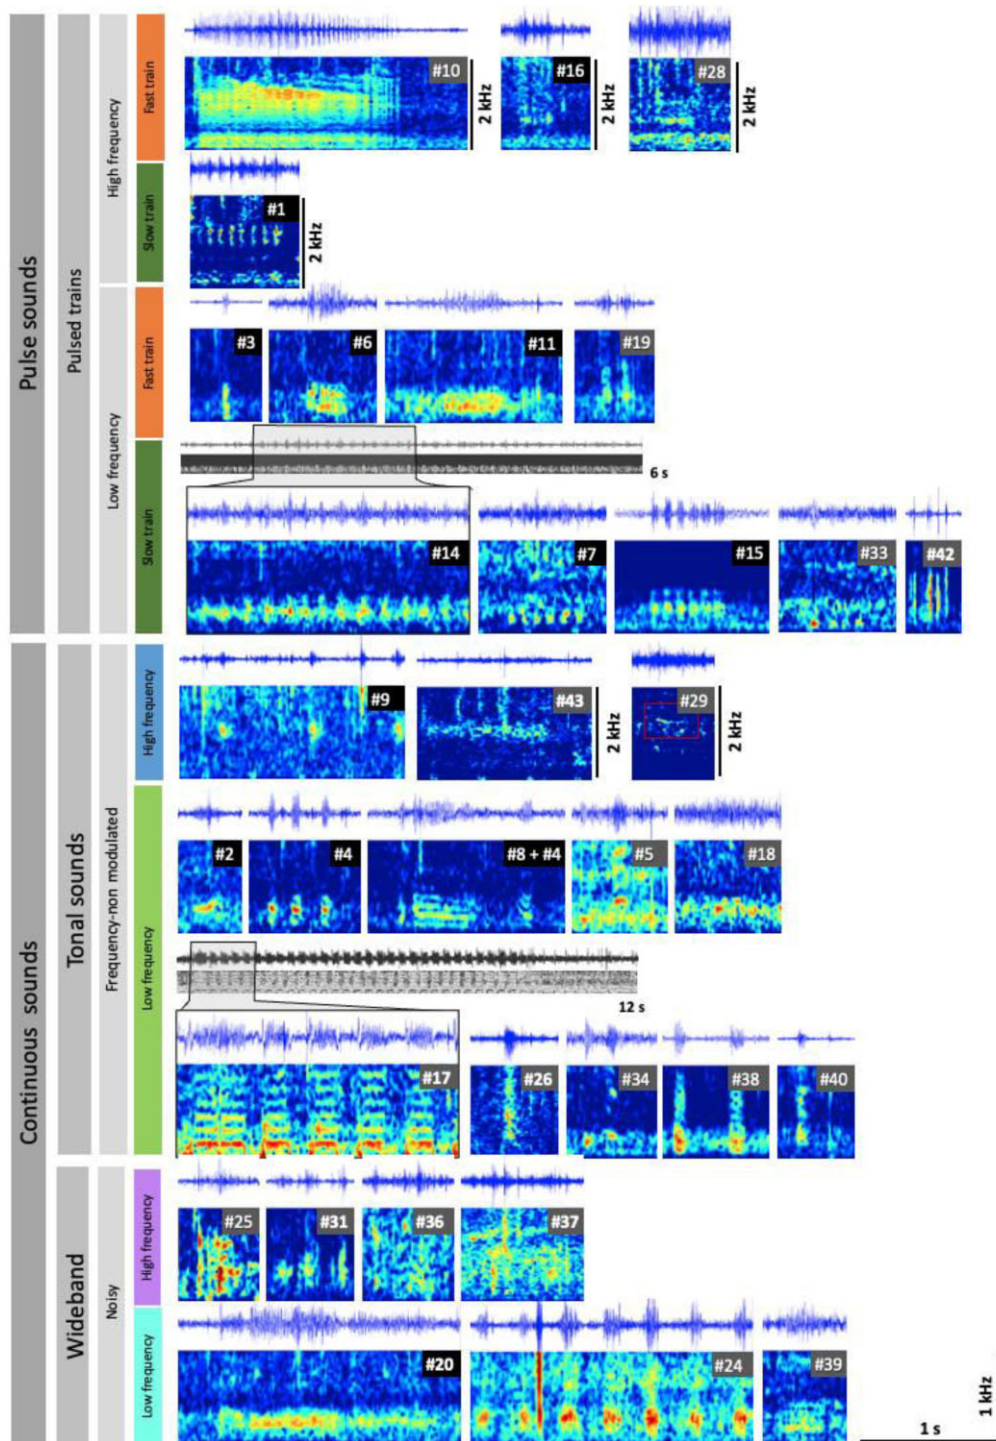 Pulse sounds
Pulsed trains
High frequency
Fast train
#10
2 kHz
#16
2 kHz
#28
2 kHz
Slow train
#1
2 kHz
Low frequency
Fast train
#3
#6
#11
#19
Slow train
6 s
#14
#7
#15
#33
#42
Continuous sounds
Tonal sounds
Frequency-non modulated
High frequency
#9
#43
2 kHz
#29
2 kHz
Low frequency
#2
#4
#8 + #4
#5
#18
12 s
#17
#26
#34
#38
#40
Wideband
Noisy
High frequency
#25
#31
#36
#37
Low frequency
#20
#24
#39
1 kHz
1 s